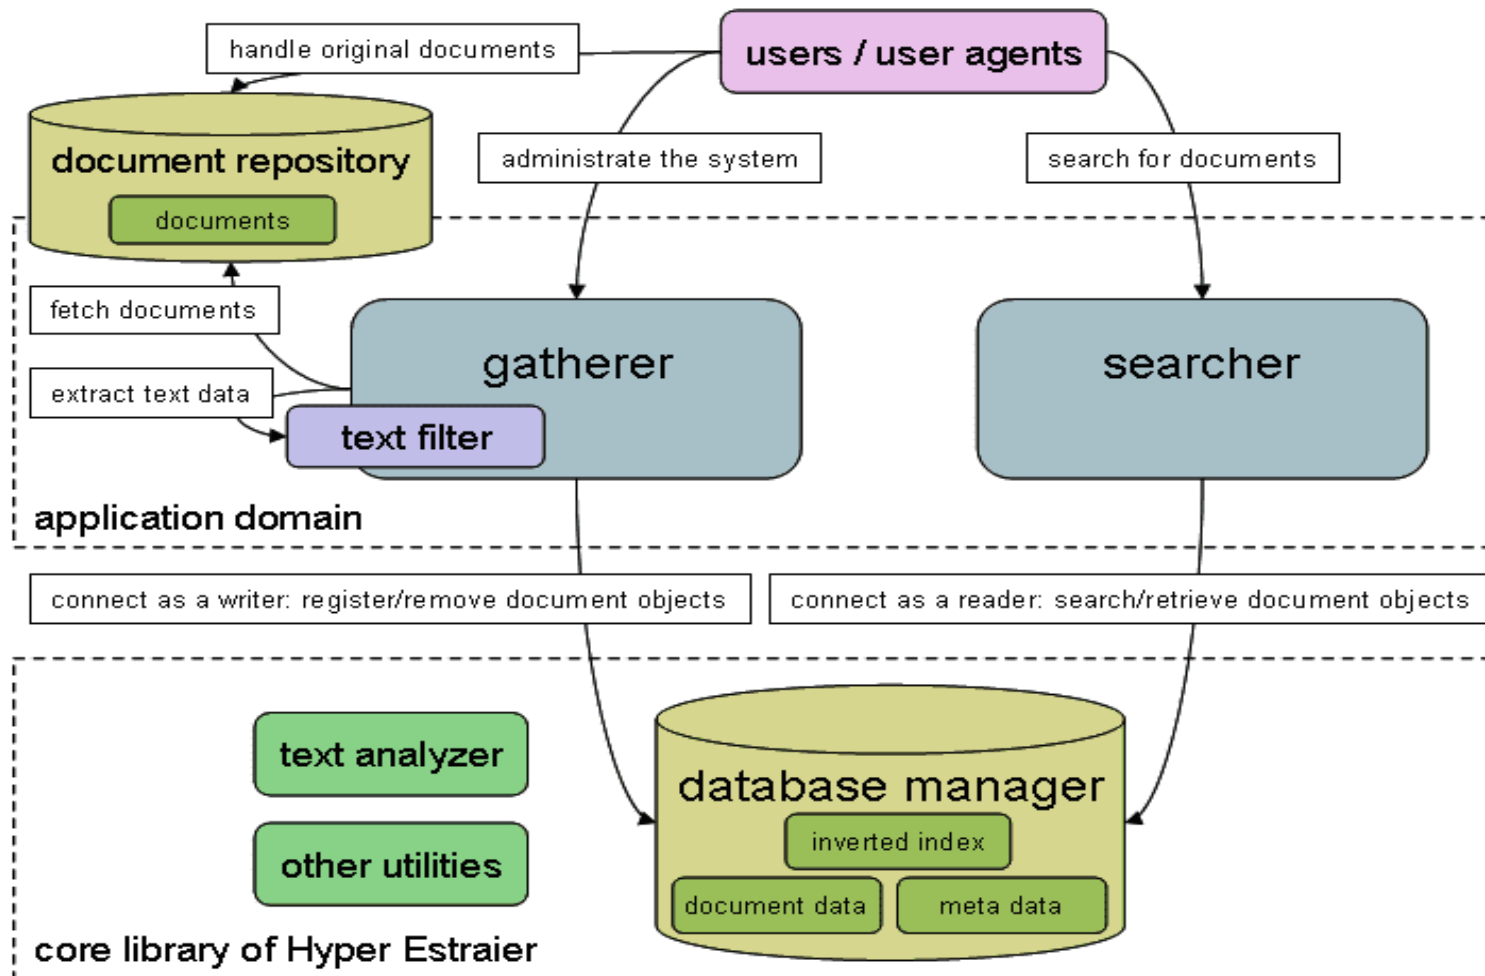 handle original documents
users / user agents
document repository
documents
administrate the system
search for documents
fetch documents
extract text data
gatherer
searcher
text filter
application domain
connect as a writer: register/remove document objects
connect as a reader: search/retrieve document objects
text analyzer
other utilities
database manager
inverted index
document data
meta data
core library of Hyper Estraier